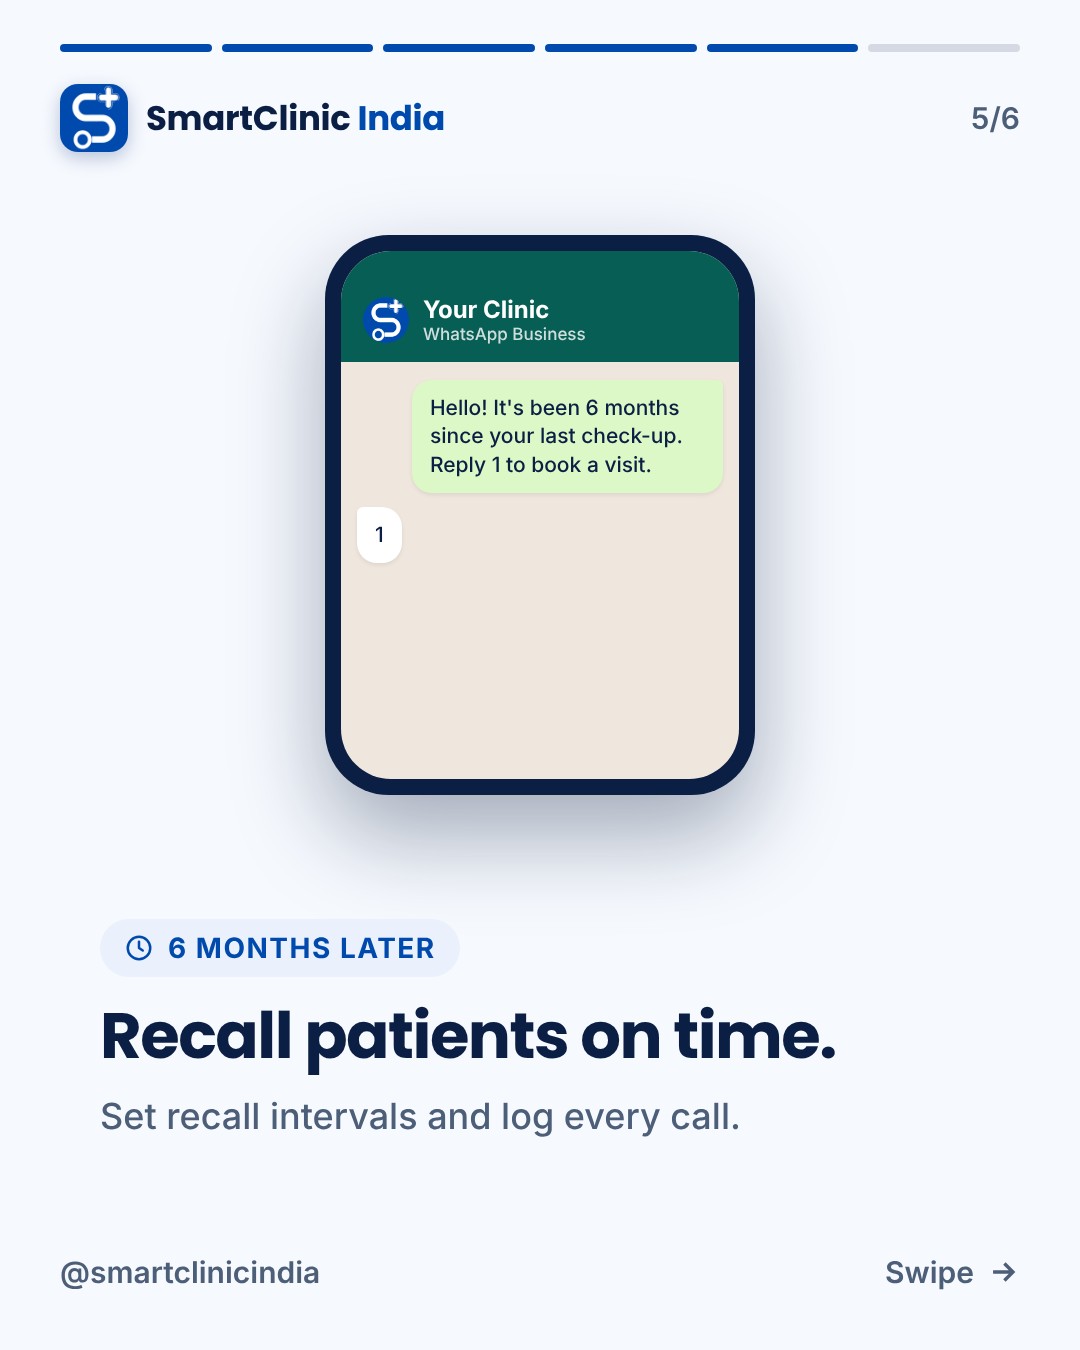 SmartClinic India
5/6
Your Clinic
WhatsApp Business
Hello! It's been 6 months
since your last check-up.
Reply 1 to book a visit.
1
6 MONTHS LATER
Recall patients on time.
Set recall intervals and log every call.
@smartclinicindia
Swipe →